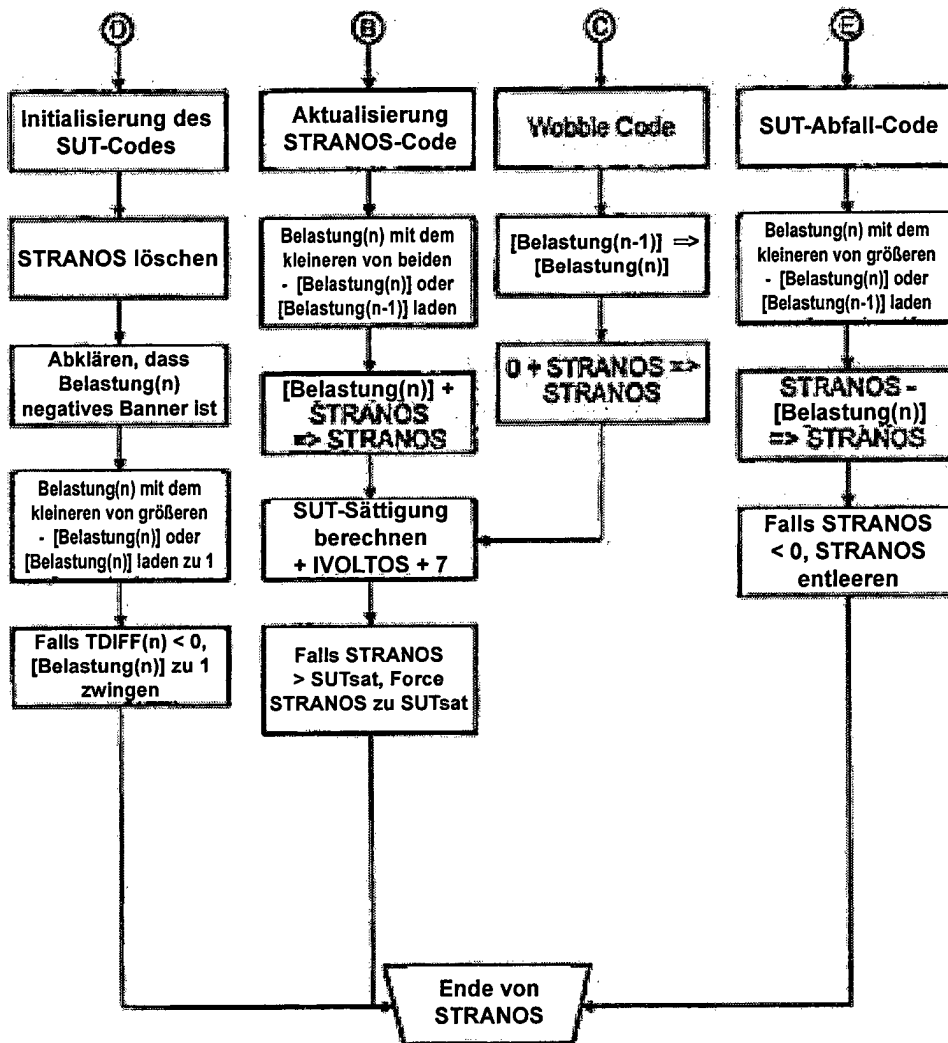 D
Initialisierung des
SUT-Codes
STRANOS löschen
Abklären, dass
Belastung(n)
negatives Banner ist
Belastung(n) mit dem
kleineren von größeren
- [Belastung(n)] oder
[Belastung(n)] laden zu 1
Falls TDIFF(n) < 0,
[Belastung(n)] zu 1
zwingen
B
Aktualisierung
STRANOS-Code
Belastung(n) mit dem
kleineren von beiden
- [Belastung(n)] oder
[Belastung(n-1)] laden
[Belastung(n)] +
STRANOS
=> STRANOS
SUT-Sättigung
berechnen
+ IVOLTOS + 7
Falls STRANOS
> SUTsat, Force
STRANOS zu SUTsat
C
Wobble Code
[Belastung(n-1)] =>
[Belastung(n)]
0 + STRANOS =>
STRANOS
E
SUT-Abfall-Code
Belastung(n) mit dem
kleineren von größeren
- [Belastung(n)] oder
[Belastung(n-1)] laden
STRANOS -
[Belastung(n)]
=> STRANOS
Falls STRANOS
< 0, STRANOS
entleeren
Ende von
STRANOS